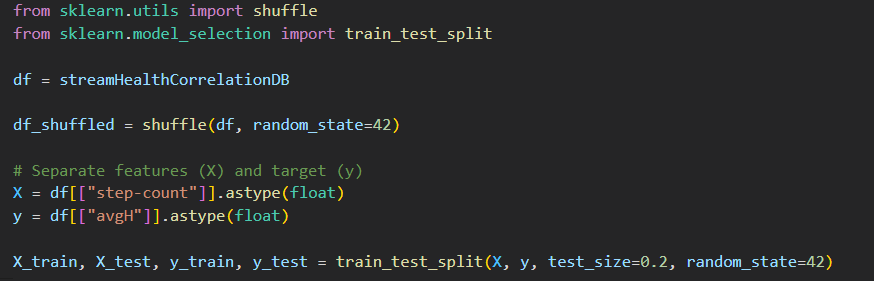 from sklearn.utils import shuffle
from sklearn.model_selection import train_test_split
df = streamHealthCorrelationDB
df_shuffled = shuffle(df, random_state=42)
# Separate features (X) and target (y)
X = df[["step-count"]].astype(float)
y = df[["avgH"]].astype(float)
X_train, X_test, y_train, y_test = train_test_split(X, y, test_size=0.2, random_state=42)